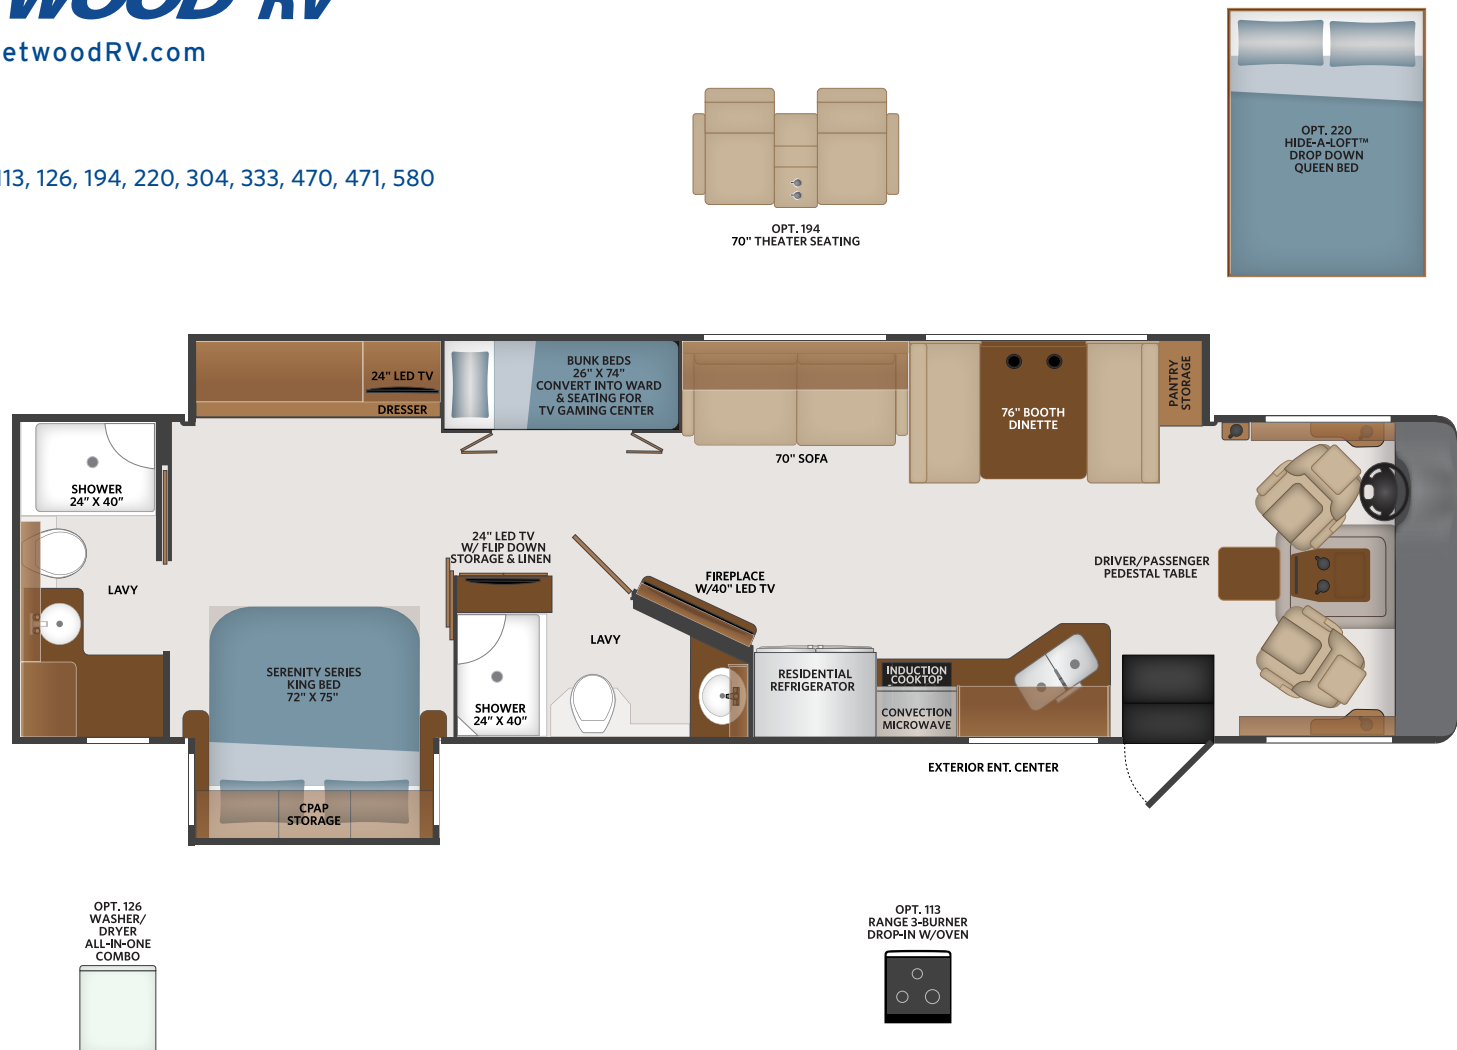 WOOD RV
etwoodRV.com
113, 126, 194, 220, 304, 333, 470, 471, 580
OPT. 194
70" THEATER SEATING
OPT. 220
HIDE-A-LOFT™
DROP DOWN
QUEEN BED
24" LED TV
DRESSER
BUNK BEDS
26" X 74"
CONVERT INTO WARD
& SEATING FOR
TV GAMING CENTER
70" SOFA
76" BOOTH
DINETTE
PANTRY
STORAGE
SHOWER
24" X 40"
LAVY
24" LED TV
W/ FLIP DOWN
STORAGE & LINEN
FIREPLACE
W/40" LED TV
DRIVER/PASSENGER
PEDESTAL TABLE
SERENITY SERIES
KING BED
72" X 75"
CPAP
STORAGE
SHOWER
24" X 40"
LAVY
RESIDENTIAL
REFRIGERATOR
INDUCTION
COOKTOP
CONVECTION
MICROWAVE
EXTERIOR ENT. CENTER
OPT. 126
WASHER/
DRYER
ALL-IN-ONE
COMBO
OPT. 113
RANGE 3-BURNER
DROP-IN W/OVEN